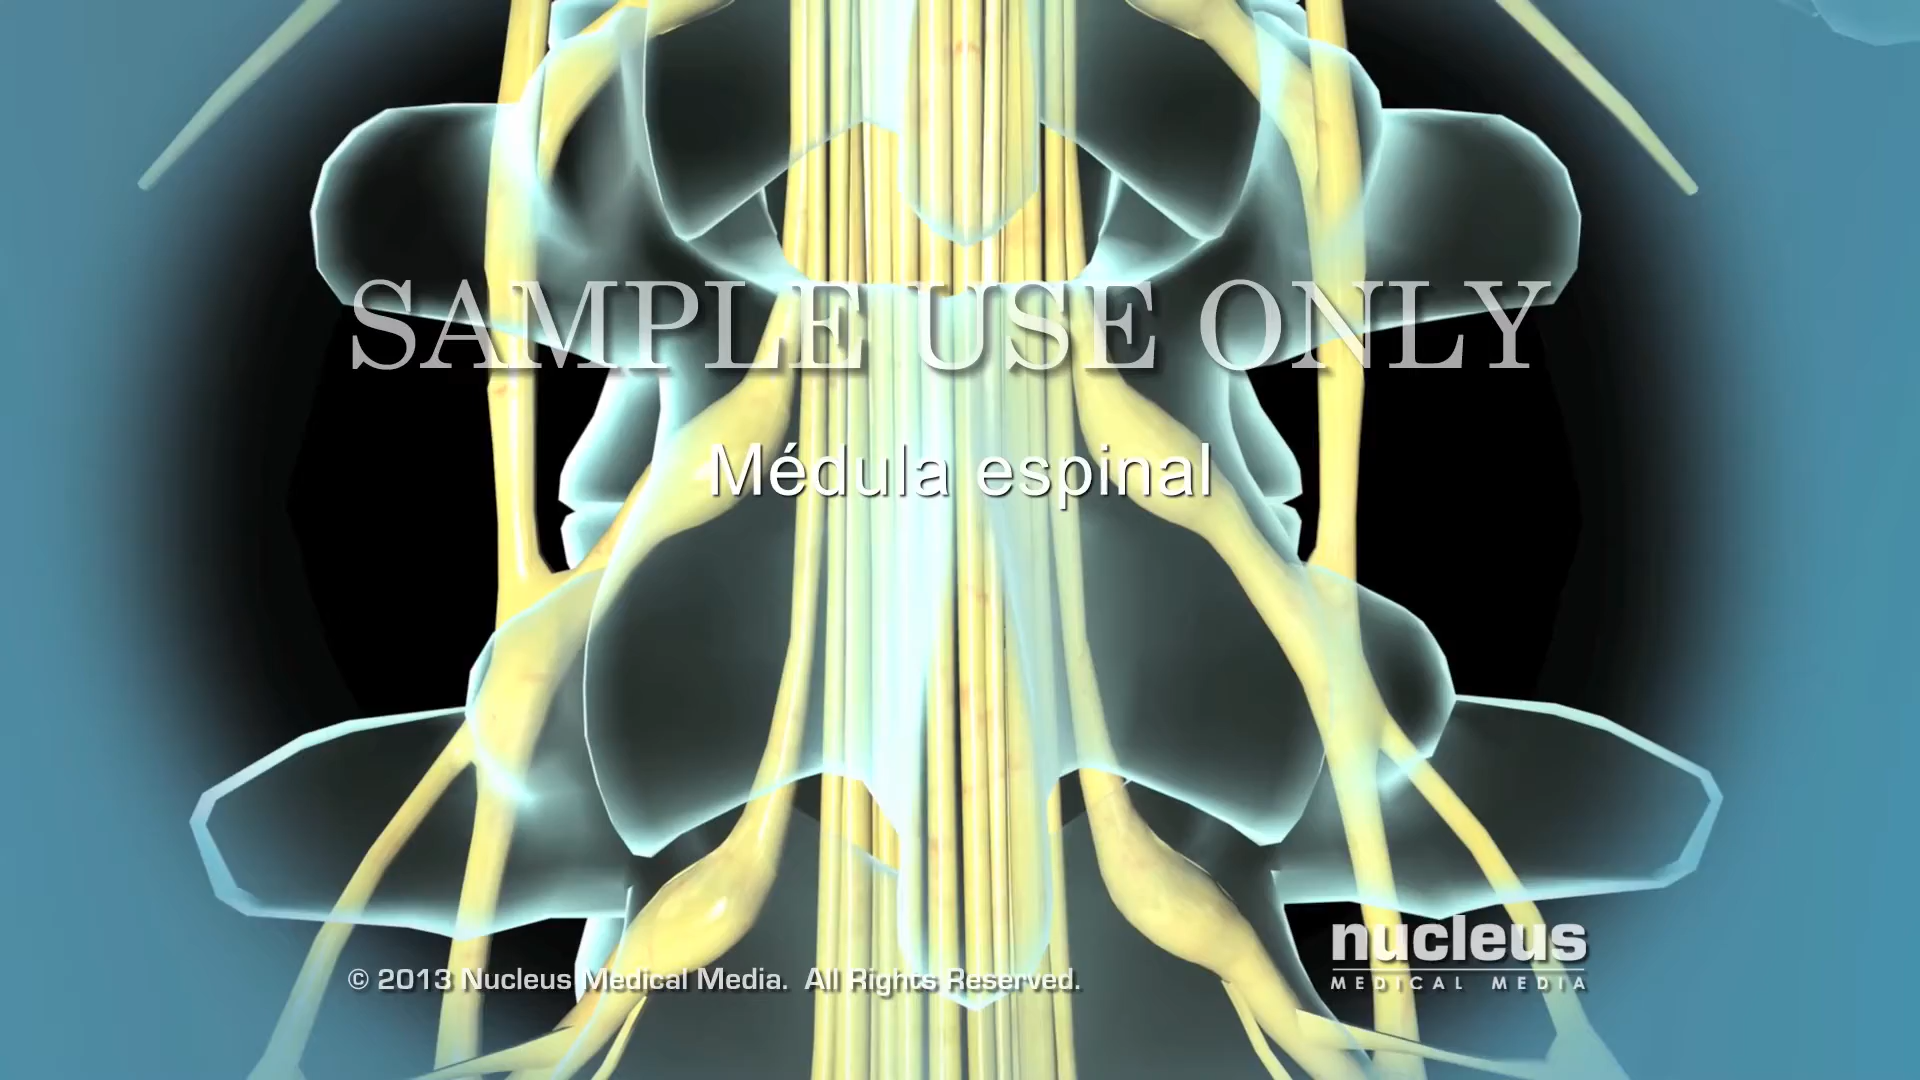 SAMPLE USE ONLY
Médula espinal
© 2013 Nucleus Medical Media. All Rights Reserved.
nucleus
MEDICAL MEDIA